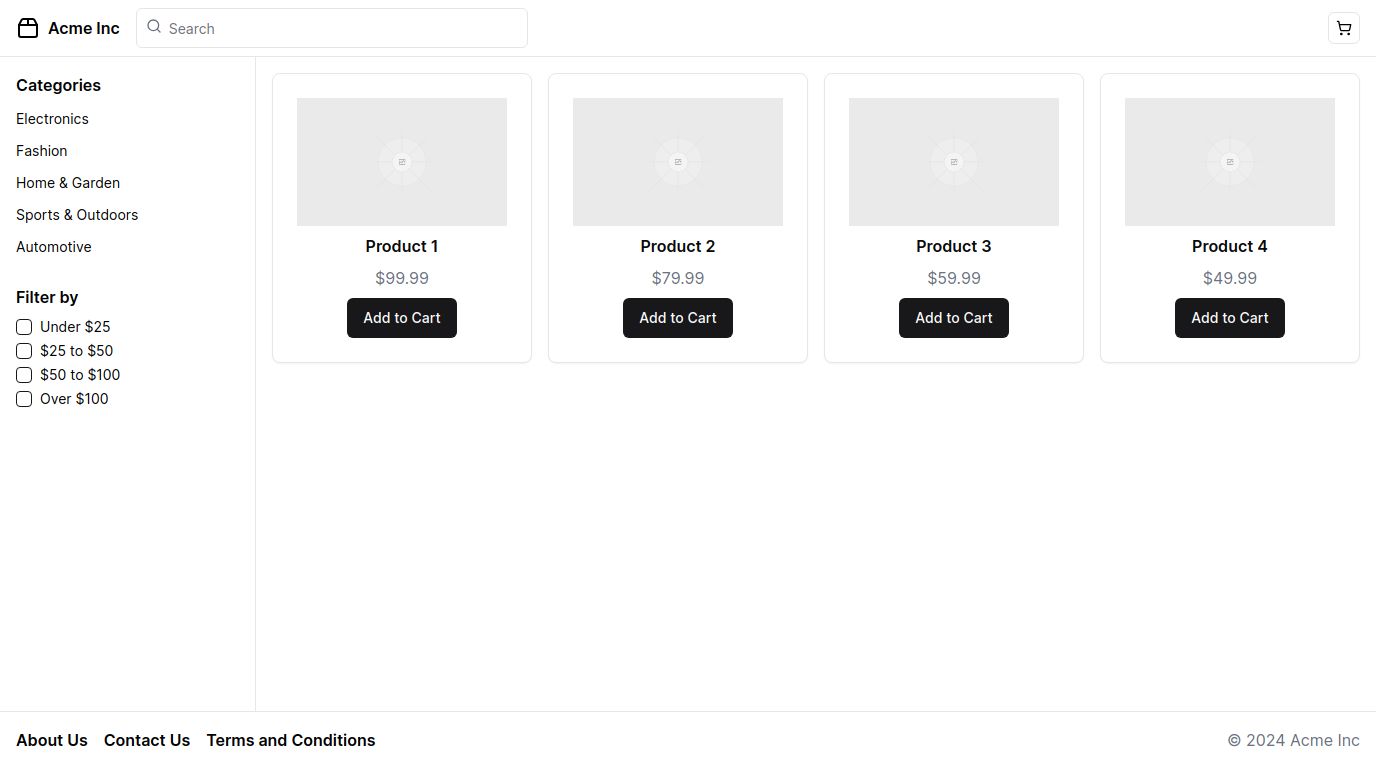 Acme Inc
Search
Categories
Electronics
Fashion
Home & Garden
Sports & Outdoors
Automotive
Filter by
Under $25
$25 to $50
$50 to $100
Over $100
Product 1
$99.99
Add to Cart
Product 2
$79.99
Add to Cart
Product 3
$59.99
Add to Cart
Product 4
$49.99
Add to Cart
About Us Contact Us Terms and Conditions
© 2024 Acme Inc